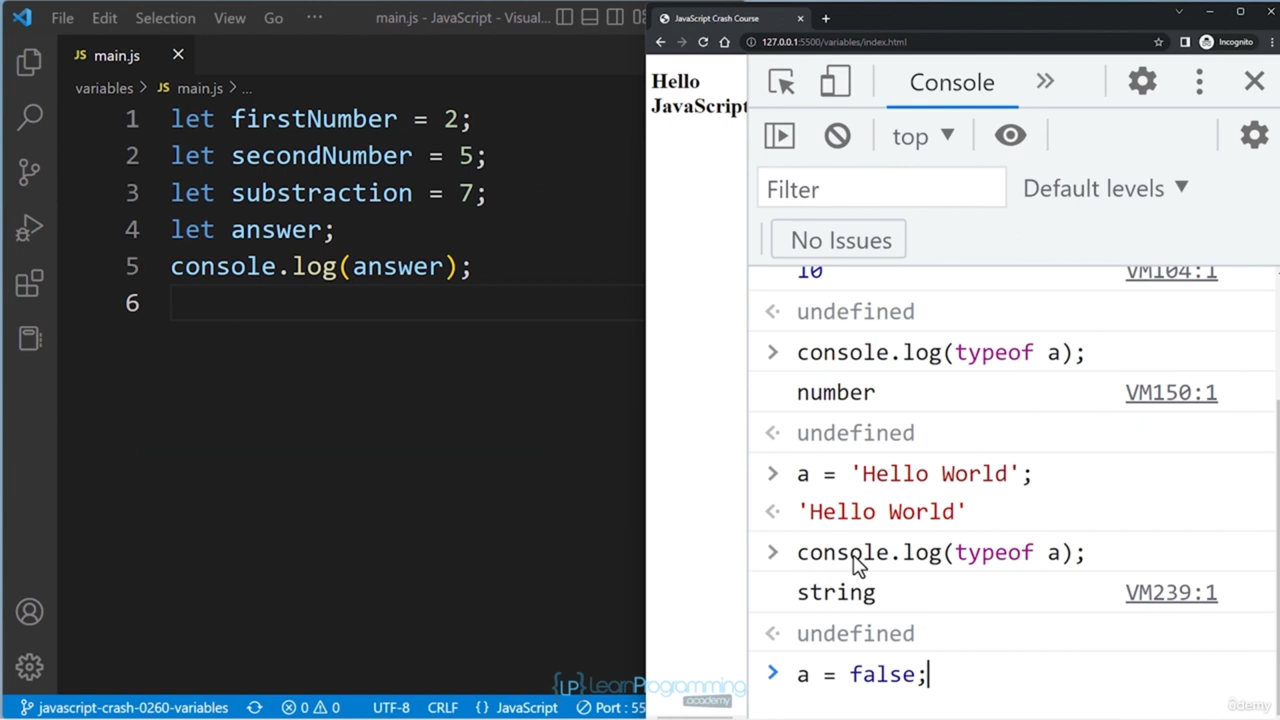 File Edit Selection View Go ··· main.js - JavaScript - Visual...
JS main.js
variables > JS main.js > ...
1 let firstNumber = 2;
2 let secondNumber = 5;
3 let substraction = 7;
4 let answer;
5 console.log(answer);
6
javascript-crash-0260-variables 0 0 UTF-8 CRLF {} JavaScript Port : 55
JavaScript Crash Course
127.0.0.1:5500/variables/index.html Incognito
Hello
JavaScript
Console
top
Filter Default levels
No Issues
10 VM104:1
undefined
console.log(typeof a);
number VM150:1
undefined
a = 'Hello World';
'Hello World'
console.log(typeof a);
string VM239:1
undefined
a = false;
LP LearnProgramming
academy
ûdemy